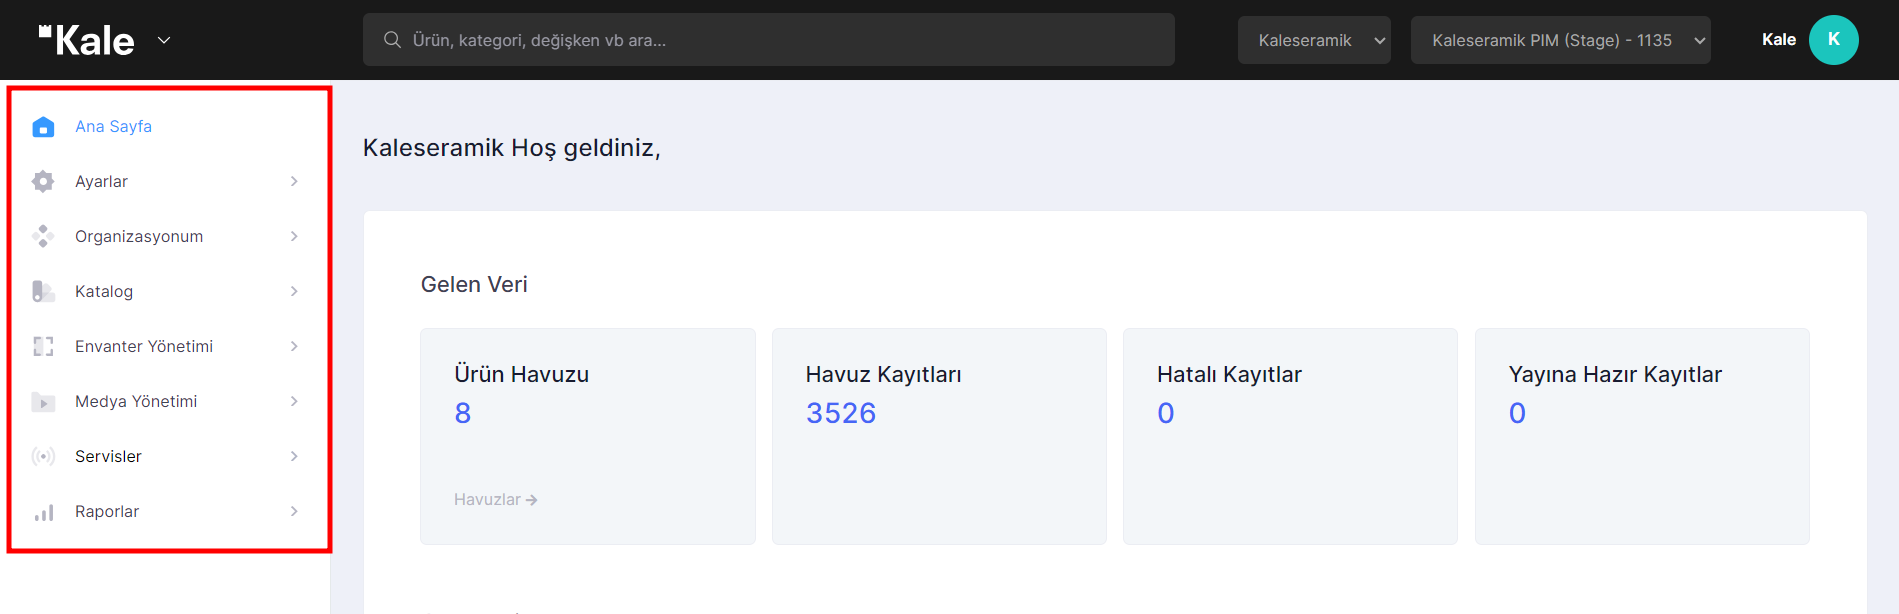 Kale
Ürün, kategori, değişken vb ara...
Kaleseramik
Kaleseramik PIM (Stage) - 1135
Kale
K
Ana Sayfa
Ayarlar
Organizasyonum
Katalog
Envanter Yönetimi
Medya Yönetimi
Servisler
Raporlar
Kaleseramik Hoş geldiniz,
Gelen Veri
Ürün Havuzu
8
Havuzlar →
Havuz Kayıtları
3526
Hatalı Kayıtlar
0
Yayına Hazır Kayıtlar
0